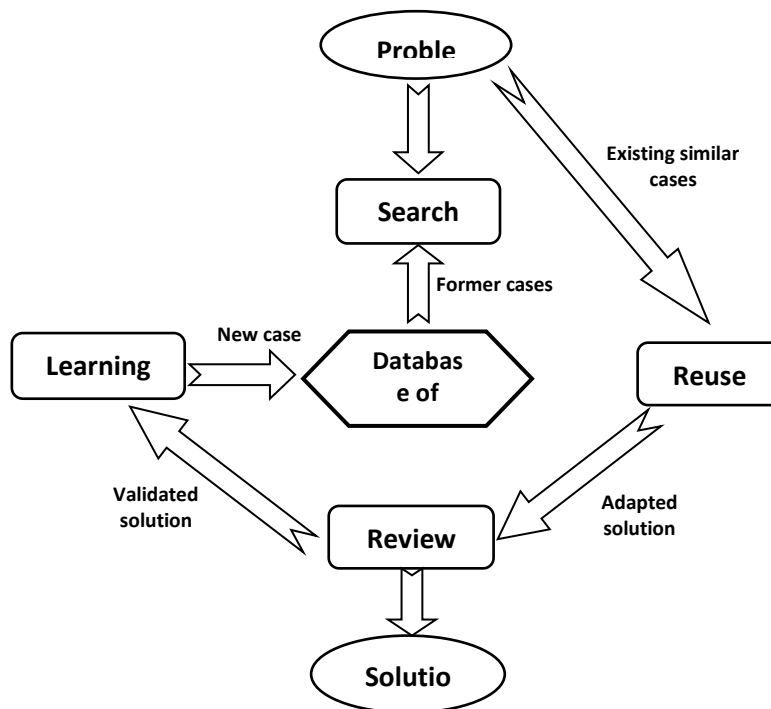 Proble
Existing similar
cases
Search
Former cases
New case
Learning
Databas
e of
Reuse
Validated
solution
Adapted
solution
Review
Solutio